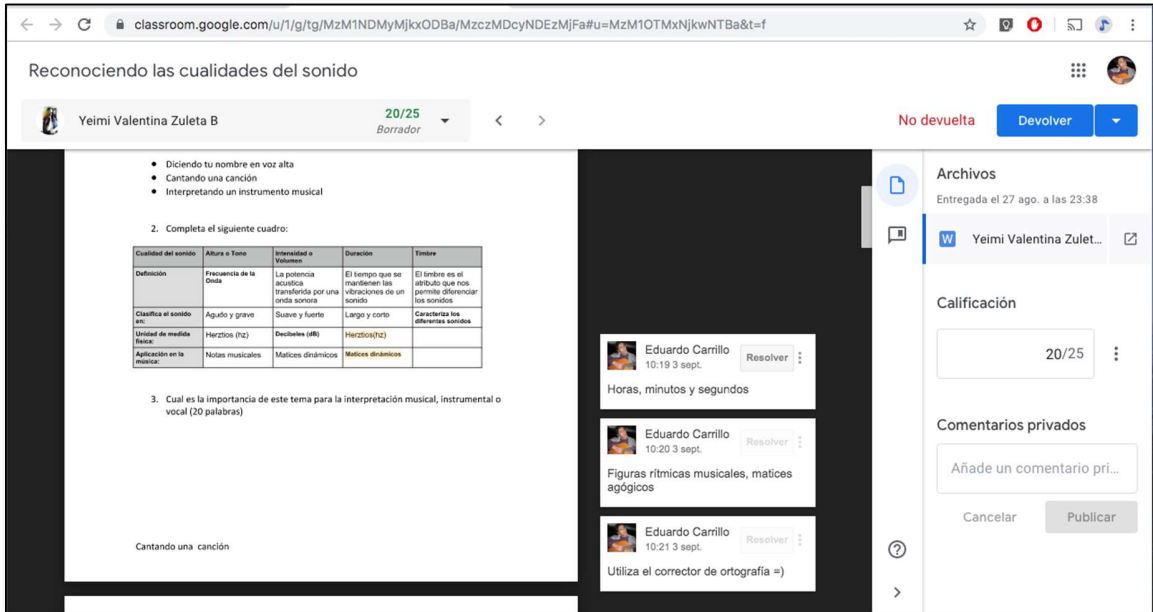 classroom.google.com/u/1/g/tg/MzM1NDMyMjkxODBa/MzczMDcyNDEzMjFa#u=MzM1OTMxNjkwNTBa&t=f
Reconociendo las cualidades del sonido
Yeimi Valentina Zuleta B
20/25
Borrador
No devuelta
Devolver
Diciendo tu nombre en voz alta
Cantando una canción
Interpretando un instrumento musical
2. Completa el siguiente cuadro:
Cualidad del sonido Altura o Tono Intensidad o Volumen Duración Timbre
Definición Frecuencia de la Onda La potencia acustica transferida por una onda sonora El tiempo que se mantienen las vibraciones de un sonido El timbre es el atributo que nos permite diferenciar los sonidos
Clasifica el sonido en: Agudo y grave Suave y fuerte Largo y corto Caracteriza los diferentes sonidos
Unidad de medida física: Herztios (hz) Decibeles (dB) Herztios(hz)
Aplicación en la música: Notas musicales Matices dinámicos Matices dinámicos
3. Cual es la importancia de este tema para la interpretación musical, instrumental o
vocal (20 palabras)
Cantando una canción
Eduardo Carrillo
10:19 3 sept.
Resolver
Horas, minutos y segundos
Eduardo Carrillo
10:20 3 sept.
Resolver
Figuras rítmicas musicales, matices
agógicos
Eduardo Carrillo
10:21 3 sept.
Resolver
Utiliza el corrector de ortografía =)
Archivos
Entregada el 27 ago. a las 23:38
W Yeimi Valentina Zulet...
Calificación
20/25
Comentarios privados
Añade un comentario pri...
Cancelar
Publicar